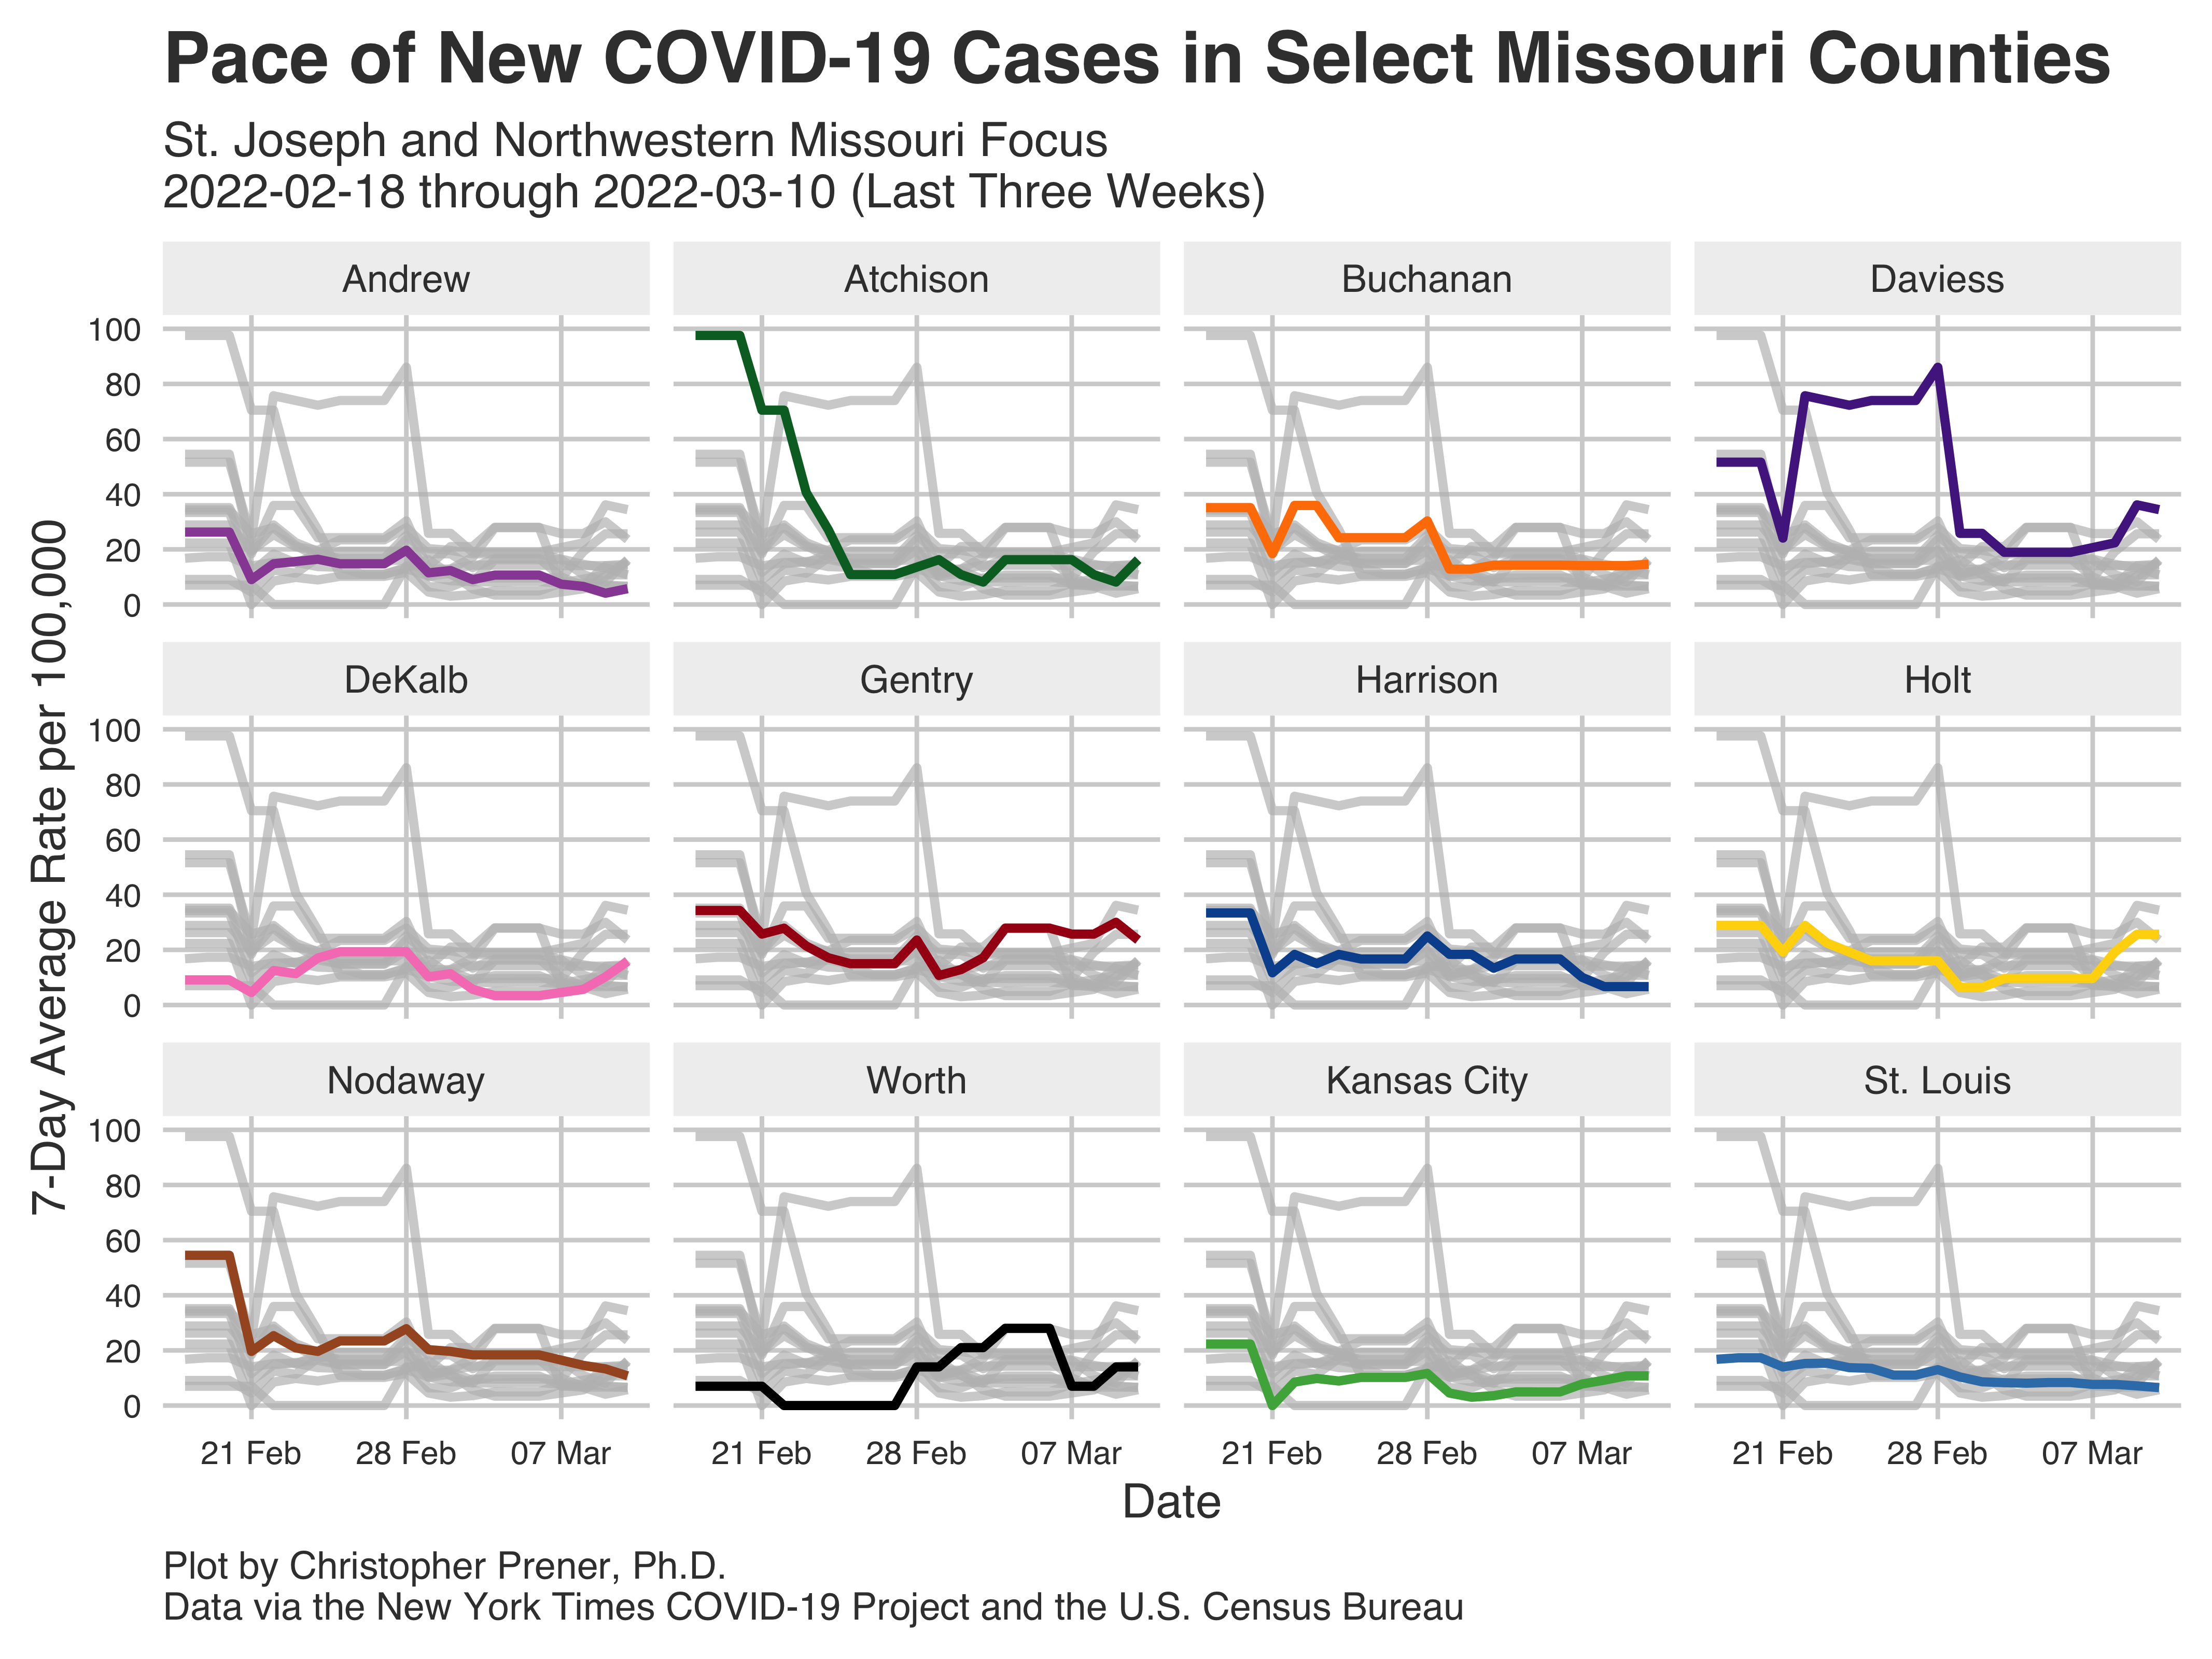 Pace of New COVID-19 Cases in Select Missouri Counties
St. Joseph and Northwestern Missouri Focus
2022-02-18 through 2022-03-10 (Last Three Weeks)
Andrew
Atchison
Buchanan
Daviess
100
80
60
40
20
0
DeKalb
Gentry
Harrison
Holt
100
80
60
40
20
0
Nodaway
Worth
Kansas City
St. Louis
100
80
60
40
20
0
7-Day Average Rate per 100,000
21 Feb 28 Feb 07 Mar
21 Feb 28 Feb 07 Mar
21 Feb 28 Feb 07 Mar
21 Feb 28 Feb 07 Mar
Date
Plot by Christopher Prener, Ph.D.
Data via the New York Times COVID-19 Project and the U.S. Census Bureau